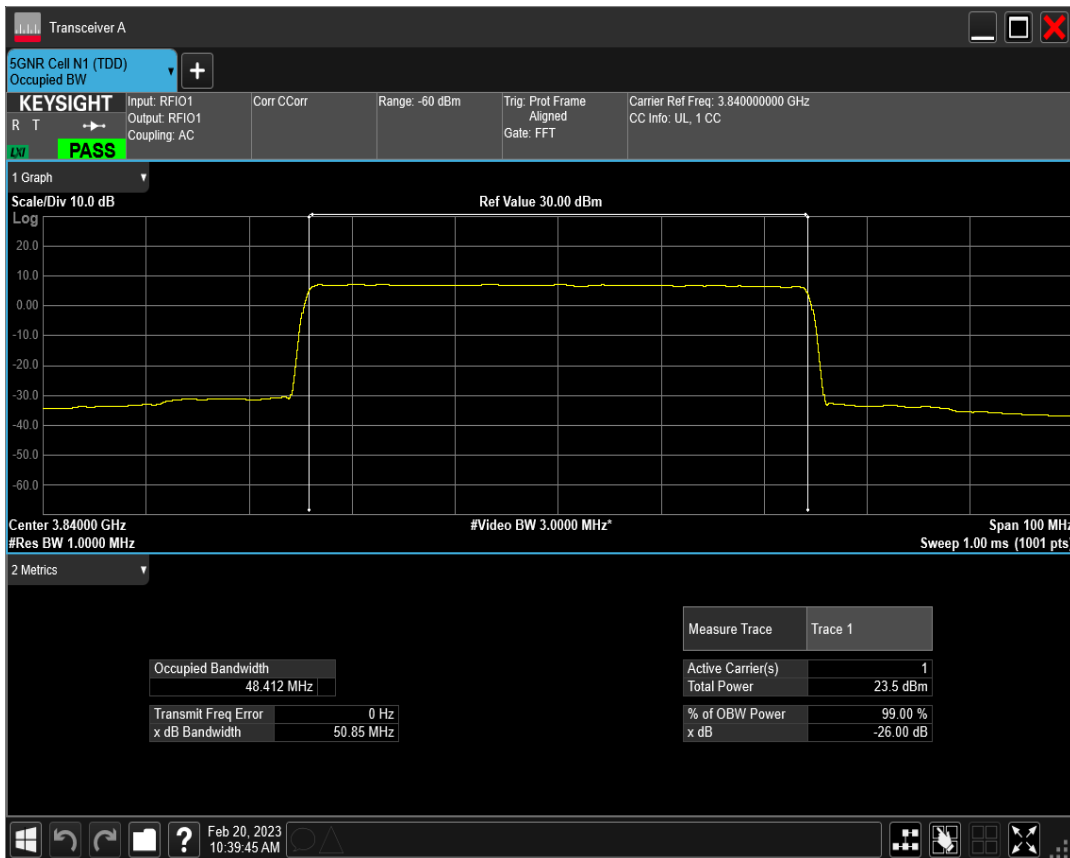 Transceiver A
5GNR Cell N1 (TDD)
Occupied BW
KEYSIGHT
R T
LXI
PASS
Input: RFIO1
Output: RFIO1
Coupling: AC
Corr CCorr
Range: -60 dBm
Trig: Prot Frame
Aligned
Gate: FFT
Carrier Ref Freq: 3.840000000 GHz
CC Info: UL, 1 CC
1 Graph
Scale/Div 10.0 dB
Ref Value 30.00 dBm
Log
20.0
10.0
0.00
-10.0
-20.0
-30.0
-40.0
-50.0
-60.0
Center 3.84000 GHz
#Video BW 3.0000 MHz*
Span 100 MHz
#Res BW 1.0000 MHz
Sweep 1.00 ms (1001 pts)
2 Metrics
Measure Trace Trace 1
Occupied Bandwidth
48.412 MHz
Active Carrier(s) 1
Total Power 23.5 dBm
Transmit Freq Error 0 Hz
x dB Bandwidth 50.85 MHz
% of OBW Power 99.00 %
x dB -26.00 dB
?
Feb 20, 2023
10:39:45 AM